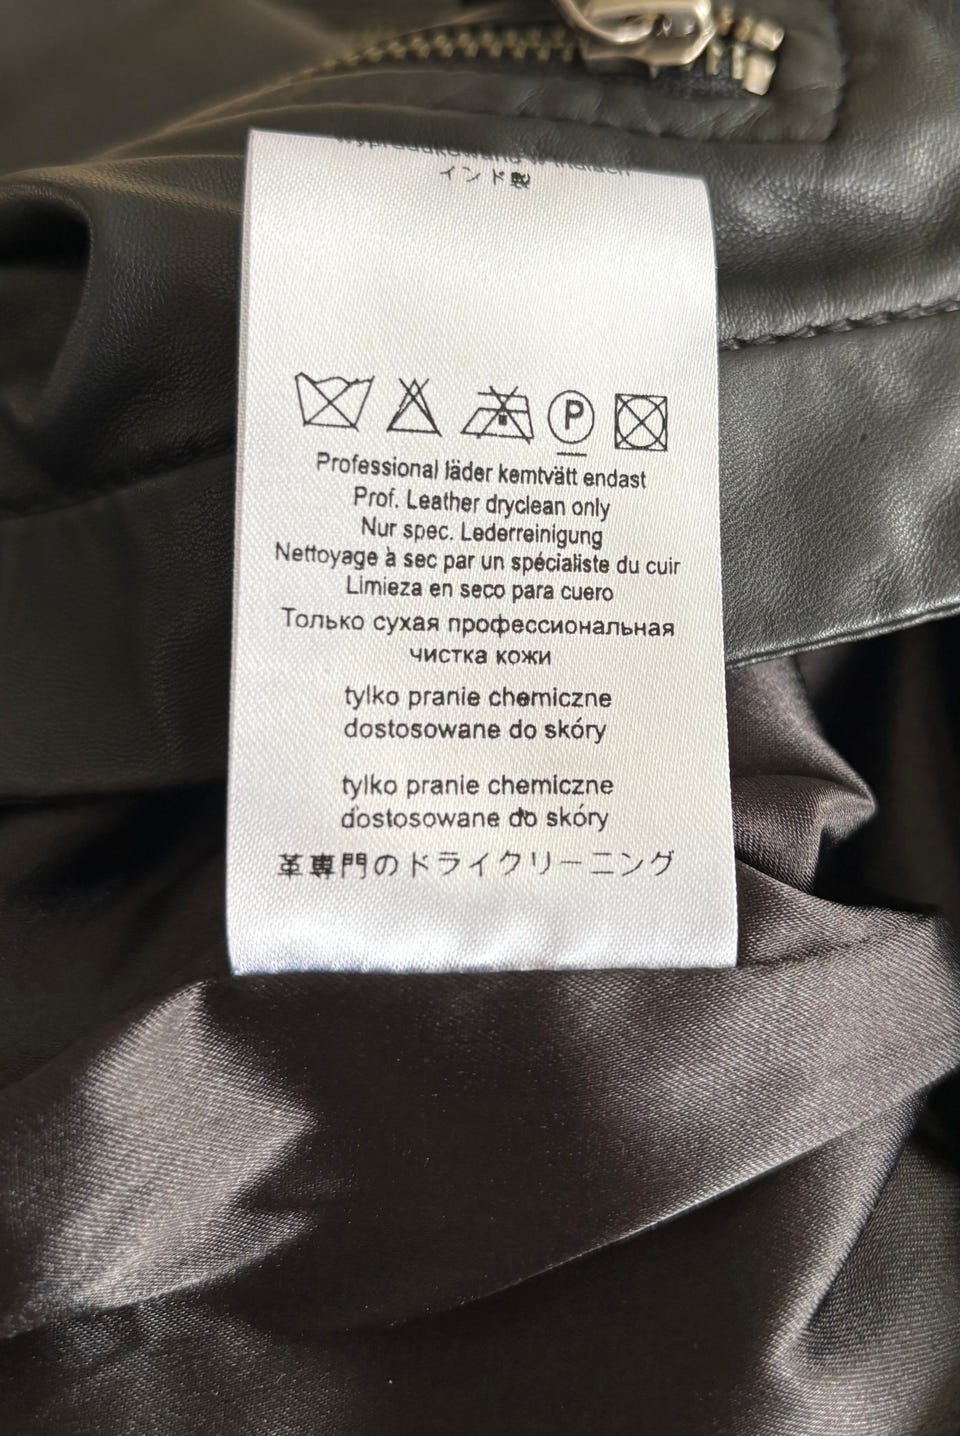 インド製
P
Professional läder kemtvätt endast
Prof. Leather dryclean only
Nur spec. Lederreinigung
Nettoyage à sec par un spécialiste du cuir
Limieza en seco para cuero
Только сухая профессиональная
чистка кожи
tylko pranie chemiczne
dostosowane do skóry
tylko pranie chemiczne
dostosowane do skóry
革専門のドライクリーニング